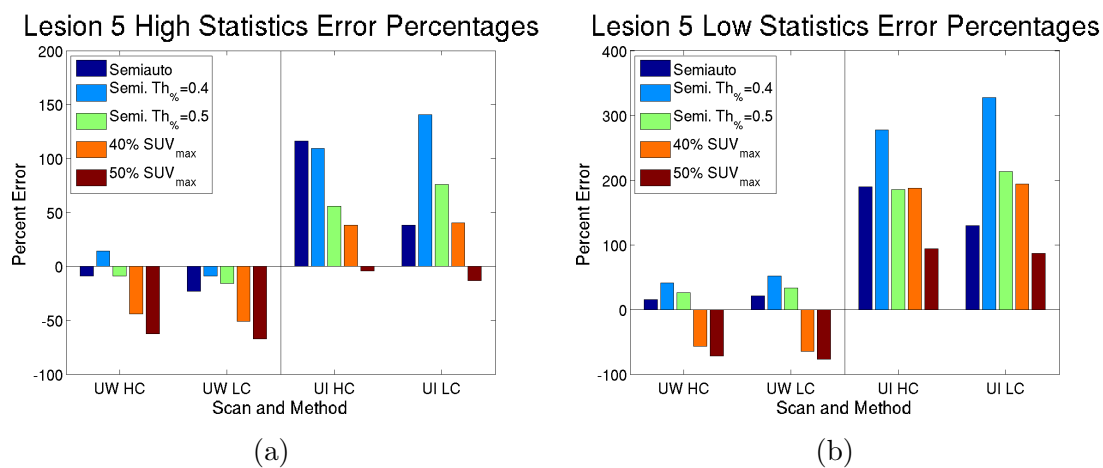 Lesion 5 High Statistics Error Percentages
200
150
100
50
0
-50
-100
Percent Error
Semiauto
Semi. Th%=0.4
Semi. Th%=0.5
40% SUVmax
50% SUVmax
UW HC
UW LC
UI HC
UI LC
Scan and Method
(a)
Lesion 5 Low Statistics Error Percentages
400
300
200
100
0
-100
Percent Error
Semiauto
Semi. Th%=0.4
Semi. Th%=0.5
40% SUVmax
50% SUVmax
UW HC
UW LC
UI HC
UI LC
Scan and Method
(b)